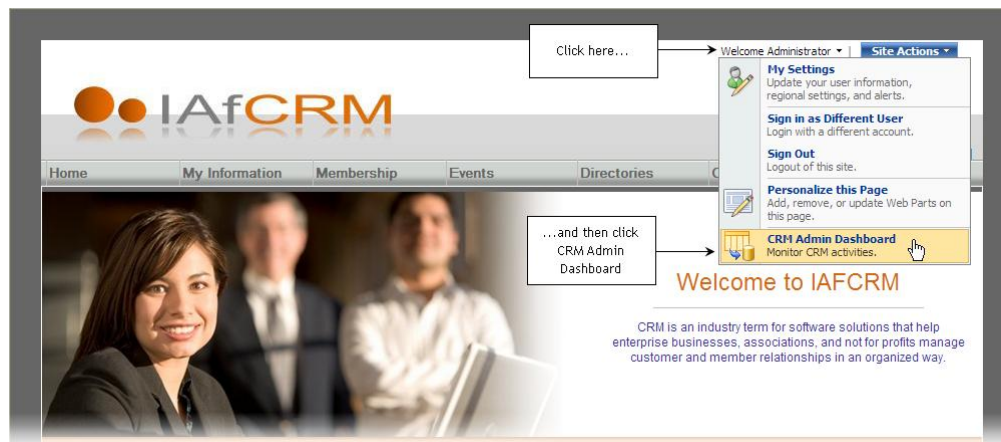 Click here...
Welcome Administrator
Site Actions
My Settings
Update your user information,
regional settings, and alerts.
Sign in as Different User
Login with a different account.
Sign Out
Logout of this site.
Personalize this Page
Add, remove, or update Web Parts on
this page.
CRM Admin Dashboard
Monitor CRM activities.
IAfCRM
Home My Information Membership Events Directories
...and then click
CRM Admin
Dashboard
Welcome to IAFCRM
CRM is an industry term for software solutions that help
enterprise businesses, associations, and not for profits manage
customer and member relationships in an organized way.